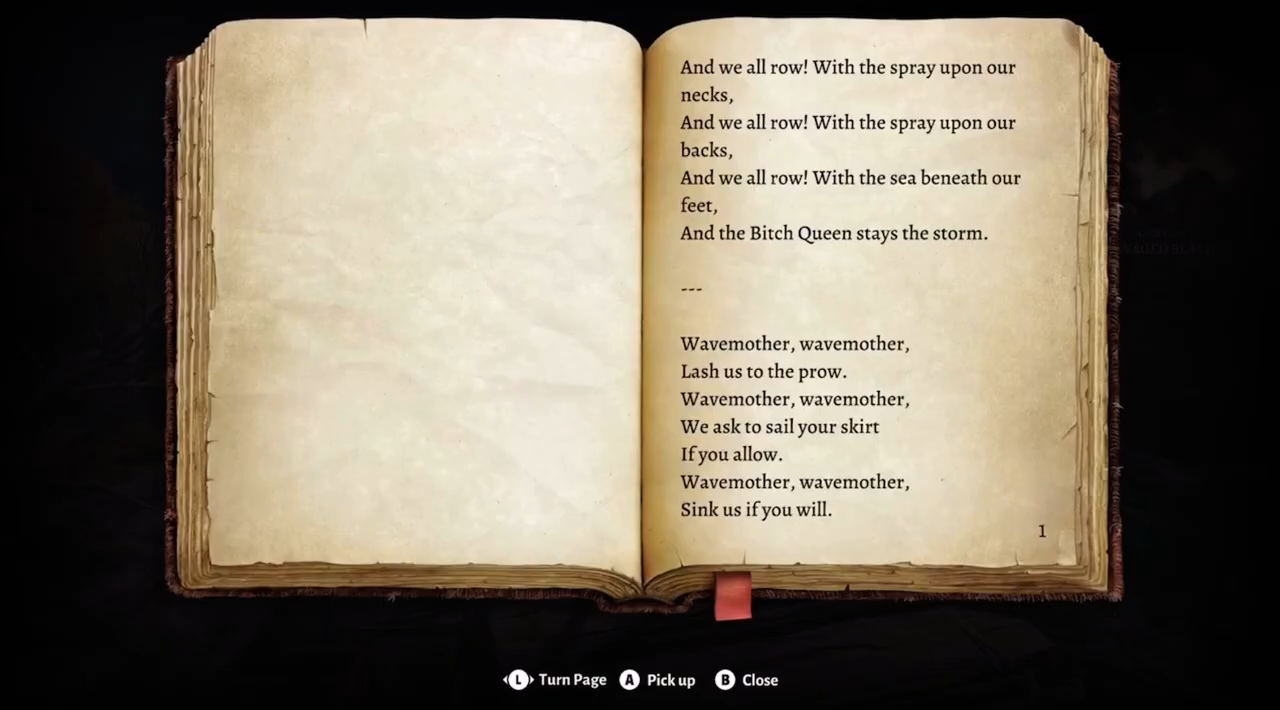 And we all row! With the spray upon our
necks,
And we all row! With the spray upon our
backs,
And we all row! With the sea beneath our
feet,
And the Bitch Queen stays the storm.
---
Wavemother, wavemother,
Lash us to the prow.
Wavemother, wavemother,
We ask to sail your skirt
If you allow.
Wavemother, wavemother,
Sink us if you will.
1
L Turn Page A Pick up B Close